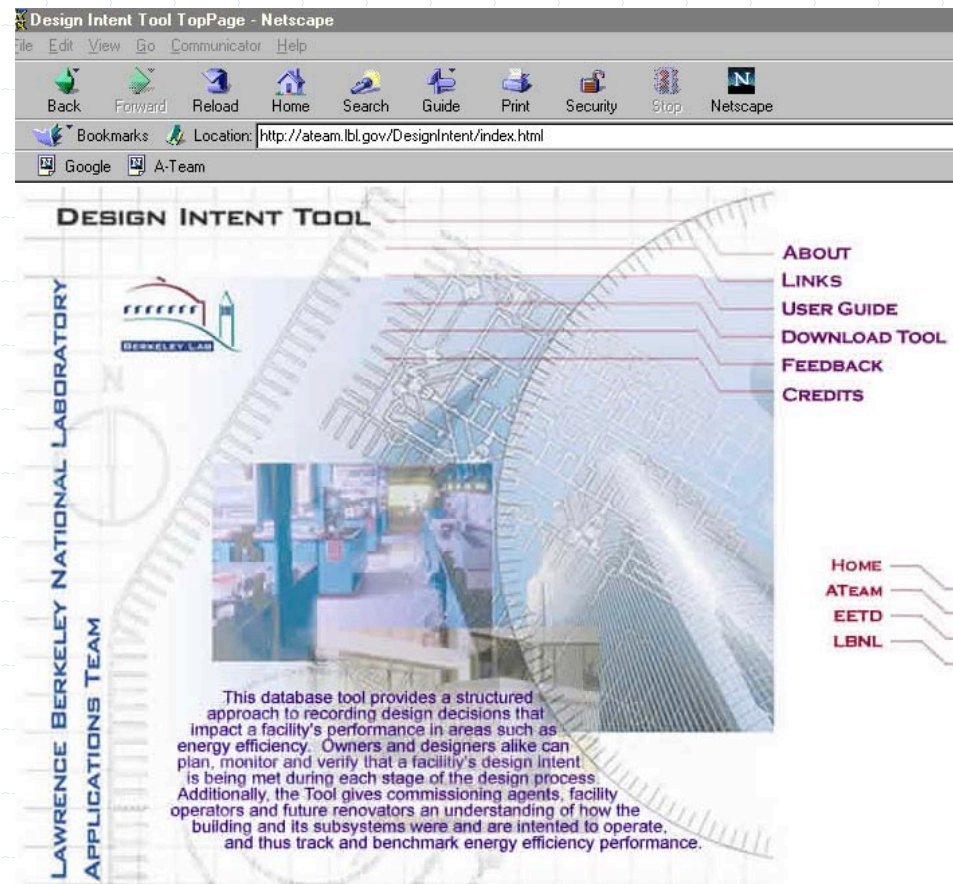 Design Intent Tool TopPage - Netscape
File Edit View Go Communicator Help
Back Forward Reload Home Search Guide Print Security Stop Netscape
Bookmarks Location: http://ateam.lbl.gov/DesignIntent/index.html
Google A-Team
DESIGN INTENT TOOL
ABOUT
LINKS
USER GUIDE
DOWNLOAD TOOL
FEEDBACK
CREDITS
BERKELEY LAB
N
LAWRENCE BERKELEY NATIONAL LABORATORY
APPLICATIONS TEAM
HOME
ATEAM
EETD
LBNL
This database tool provides a structured
approach to recording design decisions that
impact a facility's performance in areas such as
energy efficiency. Owners and designers alike can
plan, monitor and verify that a facilitiy's design intent
is being met during each stage of the design process.
Additionally, the Tool gives commissioning agents, facility
operators and future renovators an understanding of how the
building and its subsystems were and are intented to operate,
and thus track and benchmark energy efficiency performance.